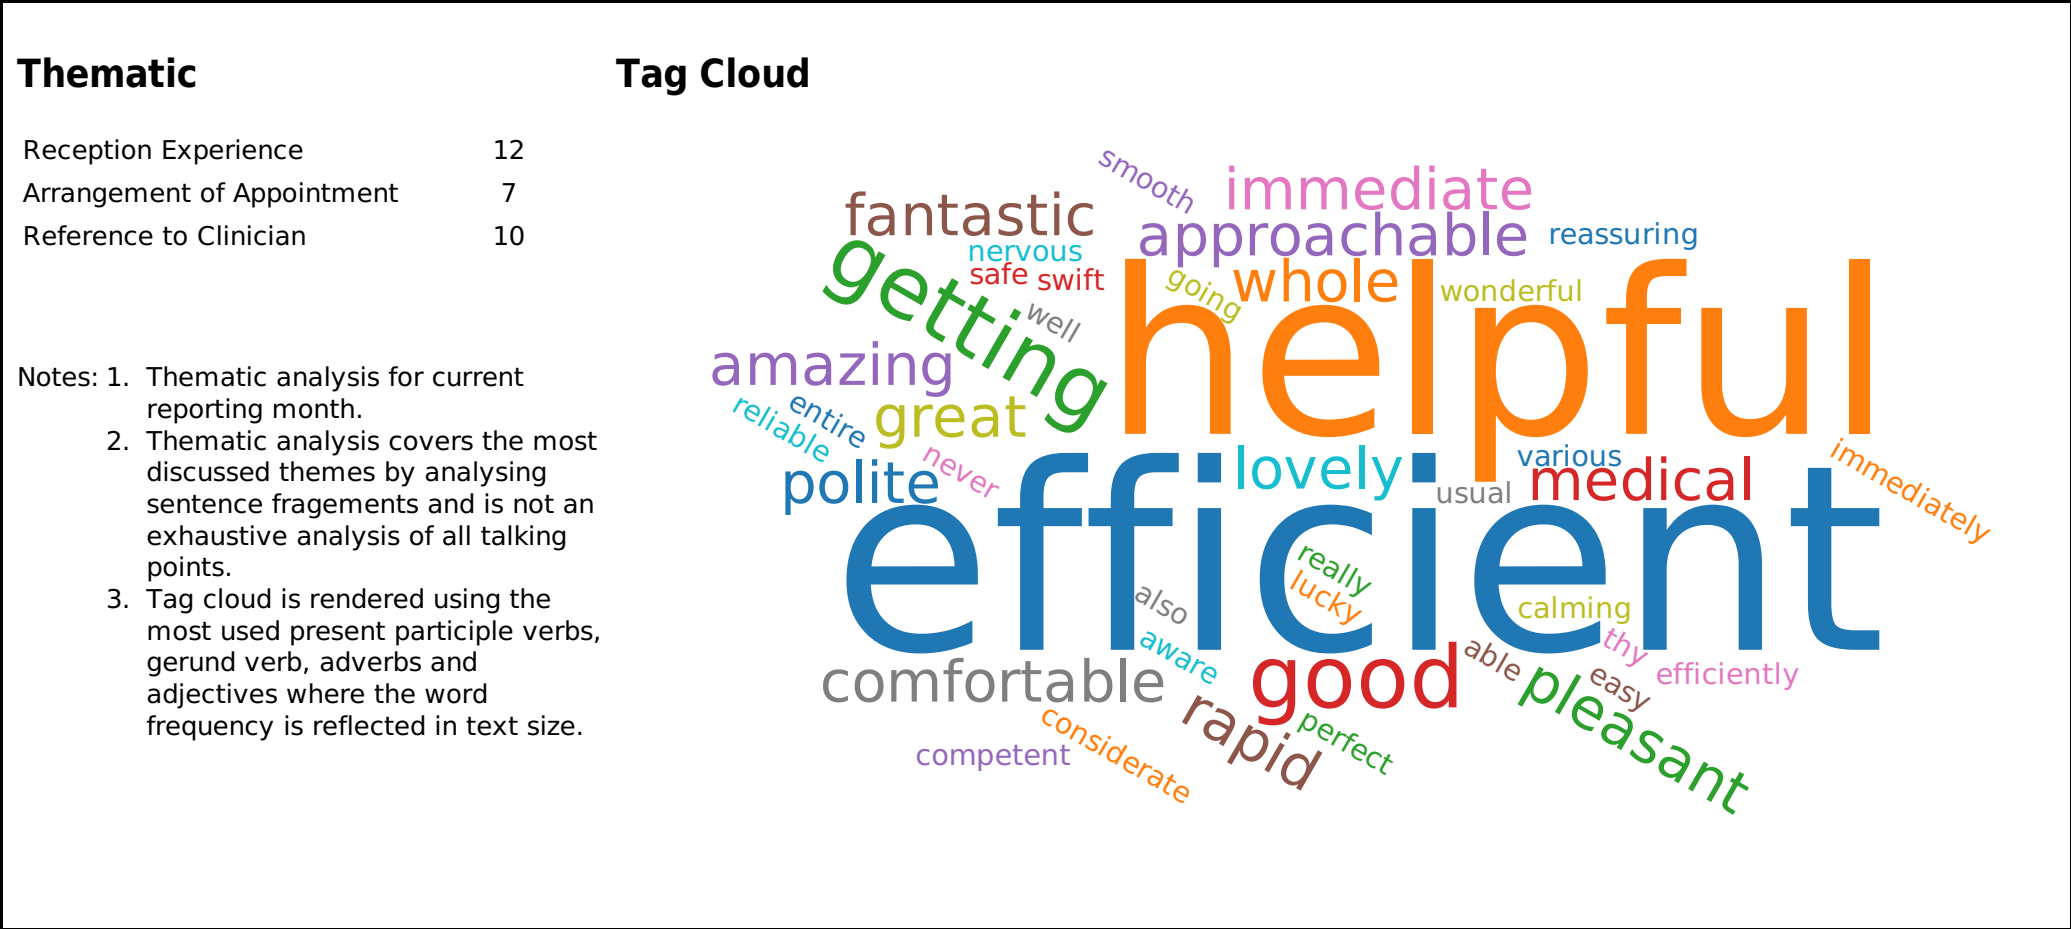 Thematic
Reception Experience 12
Arrangement of Appointment 7
Reference to Clinician 10
Notes: 1. Thematic analysis for current
reporting month.
2. Thematic analysis covers the most
discussed themes by analysing
sentence fragements and is not an
exhaustive analysis of all talking
points.
3. Tag cloud is rendered using the
most used present participle verbs,
gerund verb, adverbs and
adjectives where the word
frequency is reflected in text size.
Tag Cloud
smooth
immediate
fantastic
approachable
reassuring
nervous
safe
swift
getting
going
whole
wonderful
well
helpful
amazing
reliable
entire
great
never
polite
lovely
various
usual
medical
immediately
efficient
really
lucky
also
calming
aware
thy
able
easy
efficiently
comfortable
good
pleasant
rapid
perfect
considerate
competent